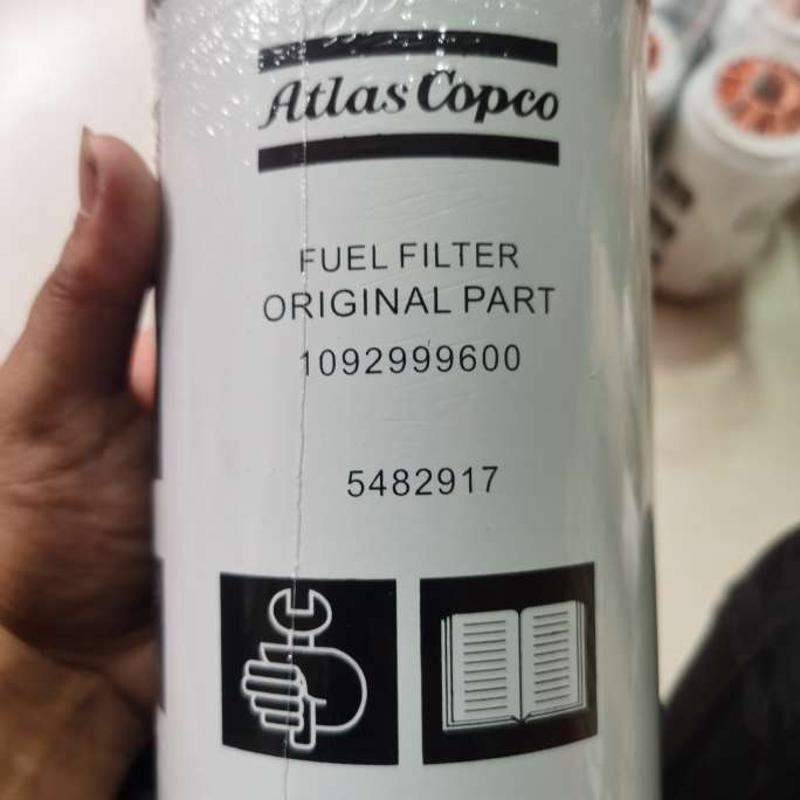 Atlas Copco
FUEL FILTER
ORIGINAL PART
1092999600
5482917